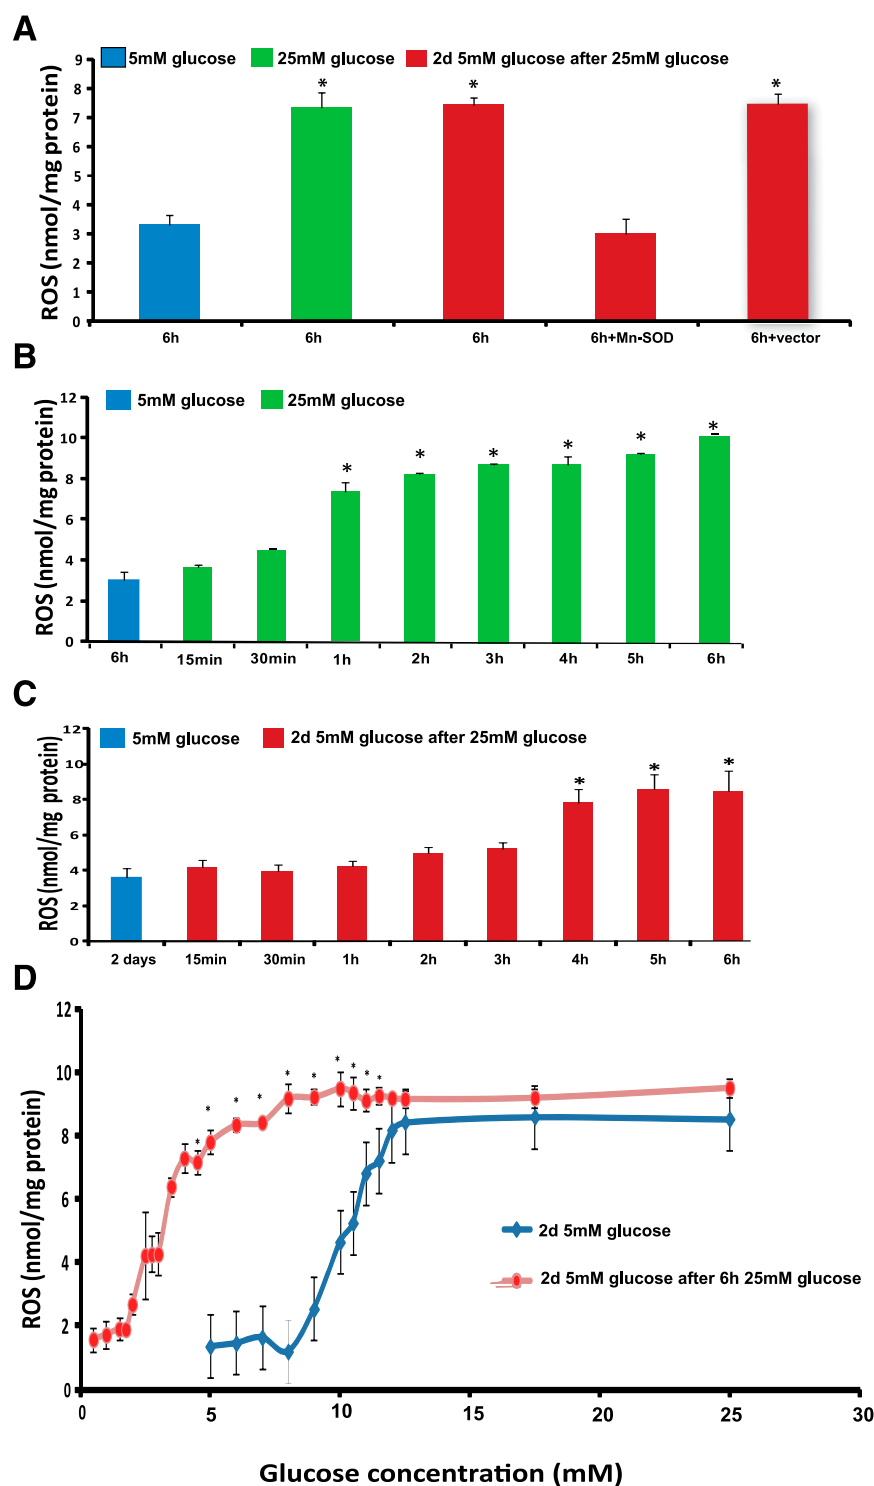 A
5mM glucose 25mM glucose 2d 5mM glucose after 25mM glucose
ROS (nmol/mg protein)
9
8
7
6
5
4
3
2
1
0
* * *
6h 6h 6h 6h+Mn-SOD 6h+vector
B
5mM glucose 25mM glucose
ROS (nmol/mg protein)
12
10
8
6
4
2
0
* * * * * *
6h 15min 30min 1h 2h 3h 4h 5h 6h
C
5mM glucose 2d 5mM glucose after 25mM glucose
ROS (nmol/mg protein)
12
10
8
6
4
2
0
* * *
2 days 15min 30min 1h 2h 3h 4h 5h 6h
D
ROS (nmol/mg protein)
12
10
8
6
4
2
0
* * * * * * * * * *
2d 5mM glucose
2d 5mM glucose after 6h 25mM glucose
0 5 10 15 20 25 30
Glucose concentration (mM)